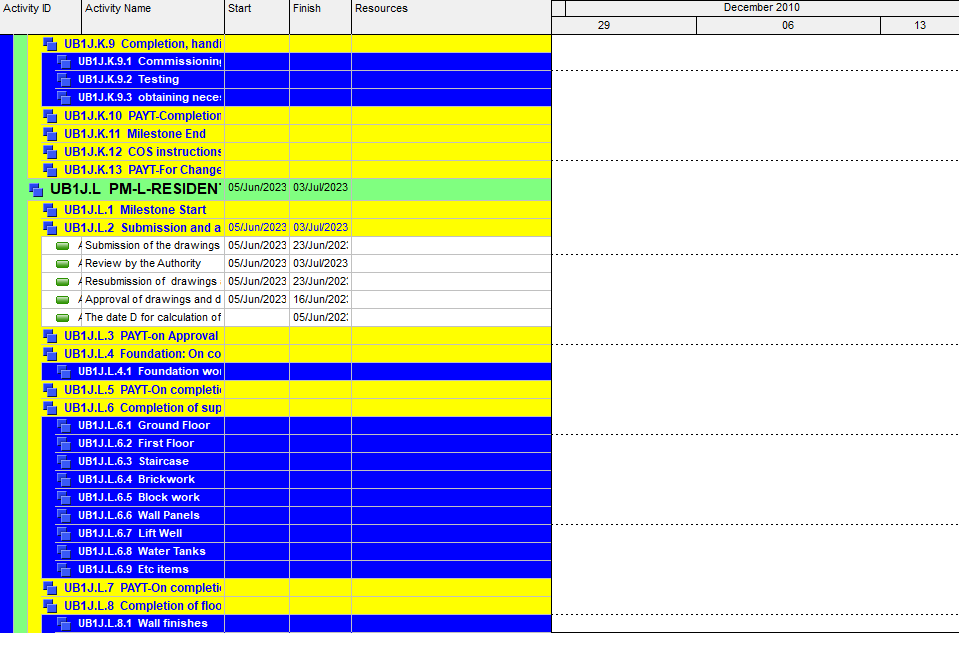 Activity ID Activity Name Start Finish Resources December 2010
29 06 13
UB1J.K.9 Completion, handi
UB1J.K.9.1 Commissioning
UB1J.K.9.2 Testing
UB1J.K.9.3 obtaining nece
UB1J.K.10 PAYT-Completion
UB1J.K.11 Milestone End
UB1J.K.12 COS instructions
UB1J.K.13 PAYT-For Change
UB1J.L PM-L-RESIDENT 05/Jun/2023 03/Jul/2023
UB1J.L.1 Milestone Start
UB1J.L.2 Submission and a 05/Jun/2023 03/Jul/2023
A Submission of the drawings 05/Jun/2023 23/Jun/202
A Review by the Authority 05/Jun/2023 03/Jul/2023
A Resubmission of drawings 05/Jun/2023 23/Jun/202
A Approval of drawings and d 05/Jun/2023 16/Jun/202
A The date D for calculation of 05/Jun/202
UB1J.L.3 PAYT-on Approval
UB1J.L.4 Foundation: On co
UB1J.L.4.1 Foundation wor
UB1J.L.5 PAYT-On completi
UB1J.L.6 Completion of sup
UB1J.L.6.1 Ground Floor
UB1J.L.6.2 First Floor
UB1J.L.6.3 Staircase
UB1J.L.6.4 Brickwork
UB1J.L.6.5 Block work
UB1J.L.6.6 Wall Panels
UB1J.L.6.7 Lift Well
UB1J.L.6.8 Water Tanks
UB1J.L.6.9 Etc items
UB1J.L.7 PAYT-On completi
UB1J.L.8 Completion of floo
UB1J.L.8.1 Wall finishes